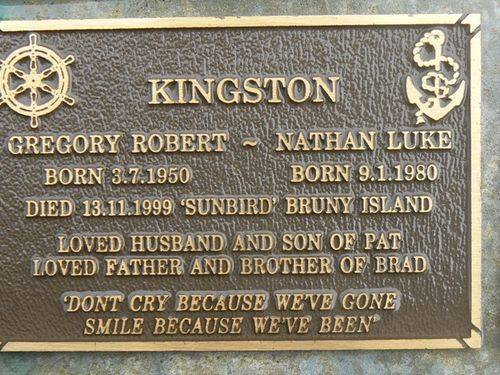 KINGSTON
GREGORY ROBERT ~ NATHAN LUKE
BORN 3.7.1950 BORN 9.1.1980
DIED 13.11.1999 'SUNBIRD' BRUNY ISLAND
LOVED HUSBAND AND SON OF PAT
LOVED FATHER AND BROTHER OF BRAD
'DONT CRY BECAUSE WE'VE GONE
SMILE BECAUSE WE'VE BEEN'